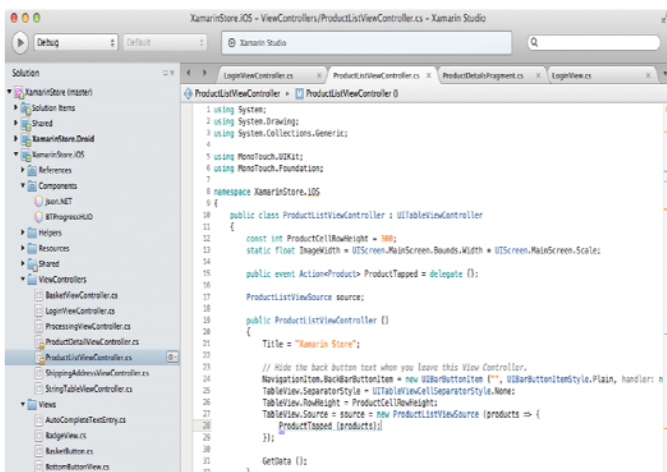 XamarinStore.iOS – ViewControllers/ProductListViewController.cs – Xamarin Studio
Debug
Default
Xamarin Studio
Solution
LoginViewController.cs
ProductListViewController.cs
ProductDetailsFragment.cs
LoginView.cs
ProductListViewController
ProductListViewController ()
XamarinStore (master)
Solution Items
Shared
XamarinStore.Droid
XamarinStore.iOS
References
Components
Json.NET
BTProgressHUD
Helpers
Resources
Shared
ViewControllers
BasketViewController.cs
LoginViewController.cs
ProcessingViewController.cs
ProductDetailViewController.cs
ProductListViewController.cs
ShippingAddressViewController.cs
StringTableViewController.cs
Views
AutoCompleteTextEntry.cs
BadgeView.cs
BasketButton.cs
BottomButtonView.cs
1 using System;
2 using System.Drawing;
3 using System.Collections.Generic;
4
5 using MonoTouch.UIKit;
6 using MonoTouch.Foundation;
7
8 namespace XamarinStore.iOS
9 {
10 public class ProductListViewController : UITableViewController
11 {
12 const int ProductCellRowHeight = 300;
13 static float ImageWidth = UIScreen.MainScreen.Bounds.Width * UIScreen.MainScreen.Scale;
14
15 public event Action<Product> ProductTapped = delegate {};
16
17 ProductListViewSource source;
18
19 public ProductListViewController ()
20 {
21 Title = "Xamarin Store";
22
23 // Hide the back button text when you leave this View Controller.
24 NavigationItem.BackBarButtonItem = new UIBarButtonItem ("", UIBarButtonItemStyle.Plain, handler: n
25 TableView.SeparatorStyle = UITableViewCellSeparatorStyle.None;
26 TableView.RowHeight = ProductCellRowHeight;
27 TableView.Source = source = new ProductListViewSource (products => {
28 ProductTapped (products);
29 });
30
31 GetData ();